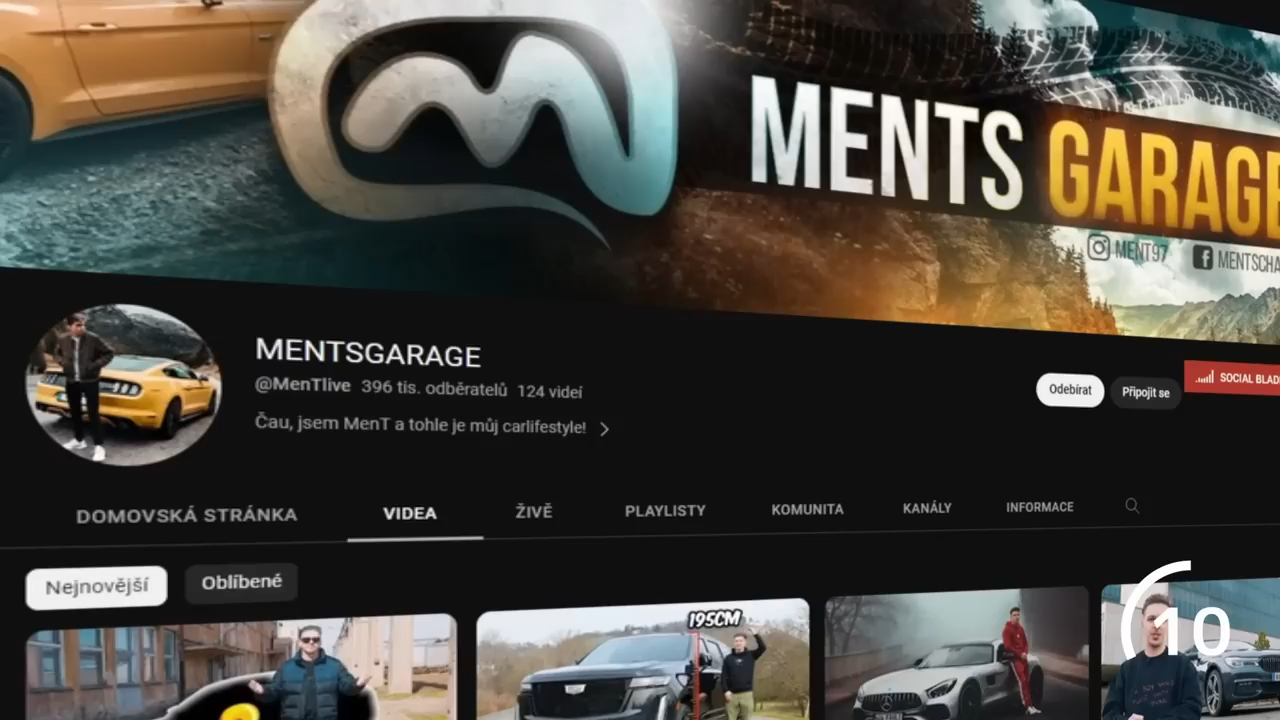 MENTS GARAGE
MENT97 MENTSCHA
MENTSGARAGE
@MenTlive 396 tis. odběratelů 124 videí
Čau, jsem MenT a tohle je můj carlifestyle!
Odebírat Připojit se SOCIAL BLAD
DOMOVSKÁ STRÁNKA VIDEA ŽIVĚ PLAYLISTY KOMUNITA KANÁLY INFORMACE
Nejnovější Oblíbené
195CM
10